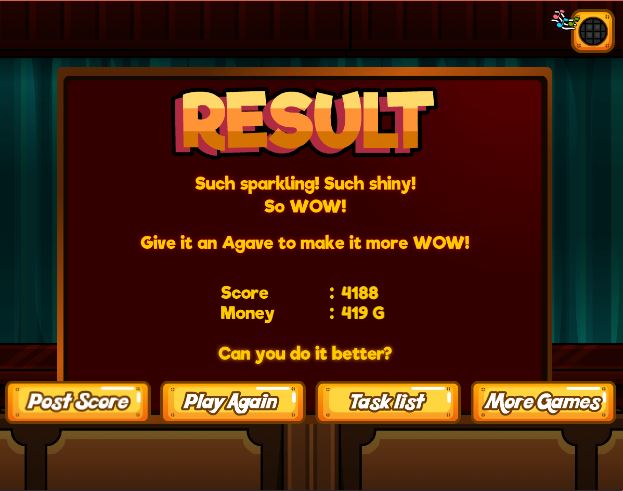 RESULT
Such sparkling! Such shiny!
So WOW!
Give it an Agave to make it more WOW!
Score : 4188
Money : 419 G
Can you do it better?
Post Score Play Again Task list More Games